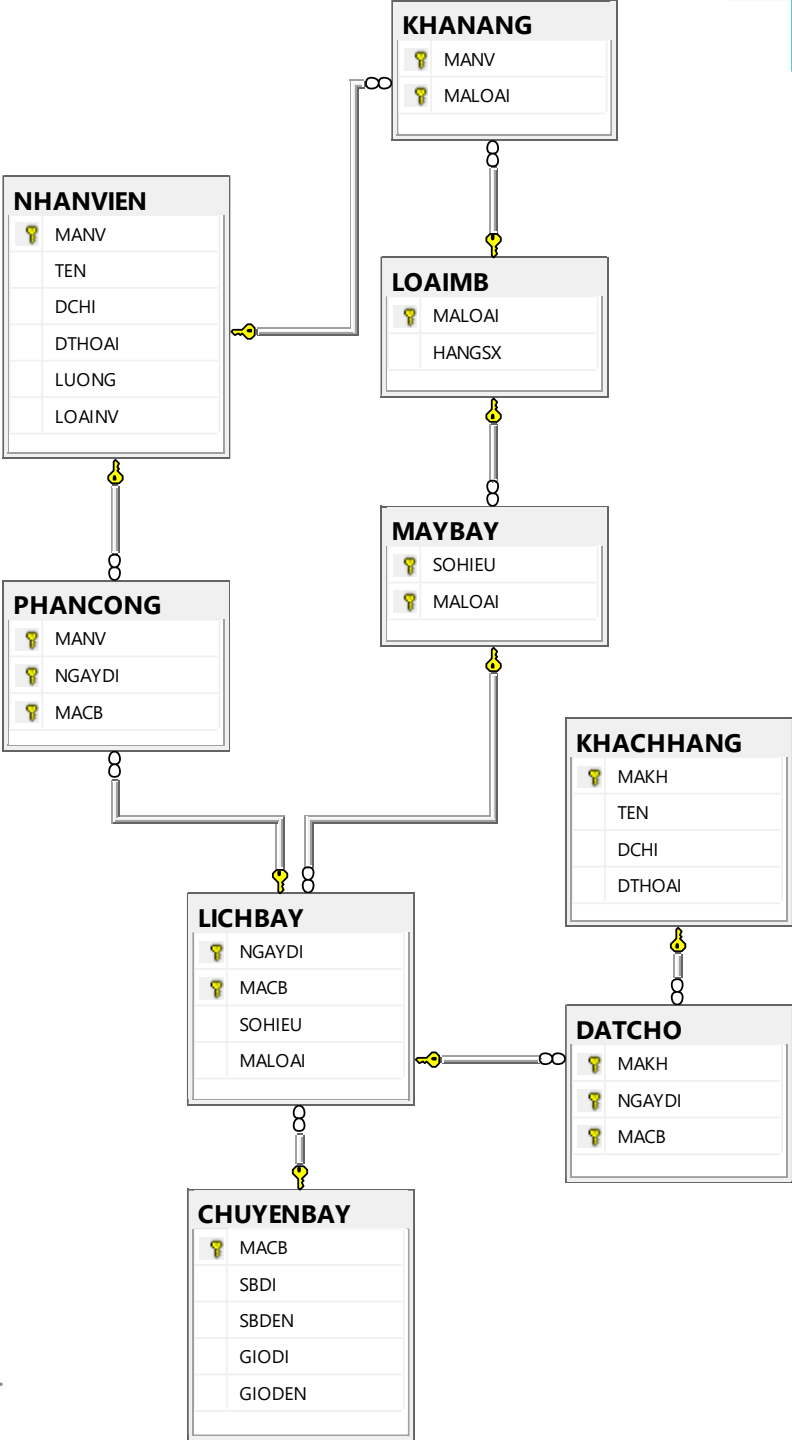 KHANANG
MANV
MALOAI
NHANVIEN
MANV
TEN
DCHI
DTHOAI
LUONG
LOAINV
LOAIMB
MALOAI
HANGSX
MAYBAY
SOHIEU
MALOAI
PHANCONG
MANV
NGAYDI
MACB
KHACHHANG
MAKH
TEN
DCHI
DTHOAI
LICHBAY
NGAYDI
MACB
SOHIEU
MALOAI
DATCHO
MAKH
NGAYDI
MACB
CHUYENBAY
MACB
SBDI
SBDEN
GIODI
GIODEN